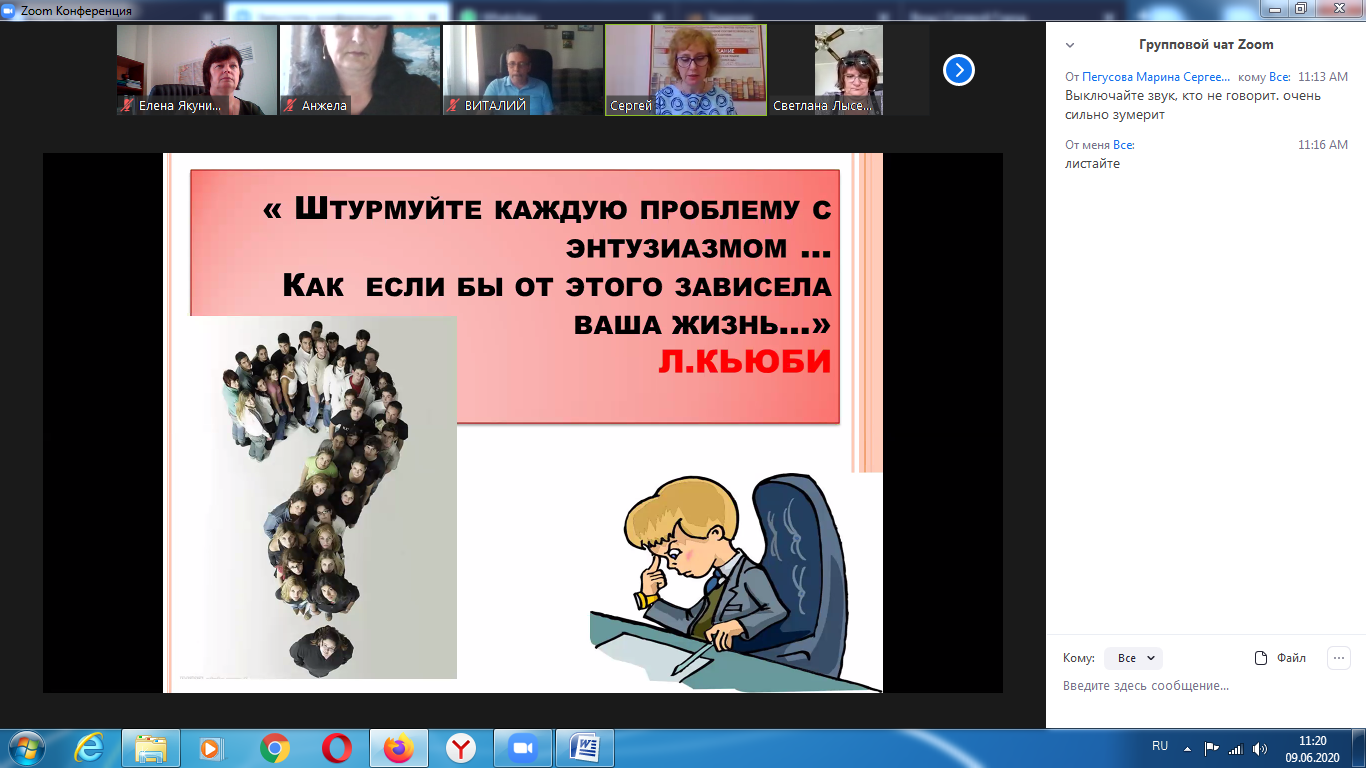 Zoom Конференция
Елена Якуни...
Анжела
ВИТАЛИЙ
Сергей
Светлана Лысе...
« Штурмуйте каждую проблему с
энтузиазмом ...
Как если бы от этого зависела
ваша жизнь...»
Л.КЬЮБИ
Групповой чат Zoom
От Пегусова Марина Сергее... кому Все: 11:13 AM
Выключайте звук, кто не говорит. очень
сильно зумерит
От меня Все: 11:16 AM
листайте
Кому: Все Файл
Введите здесь сообщение...
RU
11:20
09.06.2020